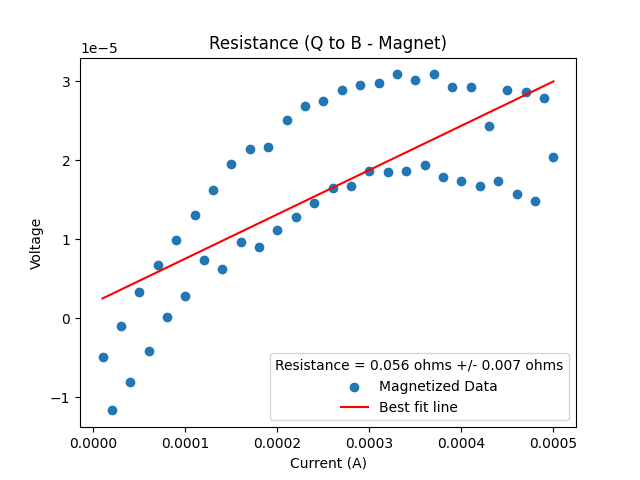 Resistance (Q to B - Magnet)
1e−5
3
2
1
0
−1
Voltage
Resistance = 0.056 ohms +/- 0.007 ohms
Magnetized Data
Best fit line
0.0000 0.0001 0.0002 0.0003 0.0004 0.0005
Current (A)